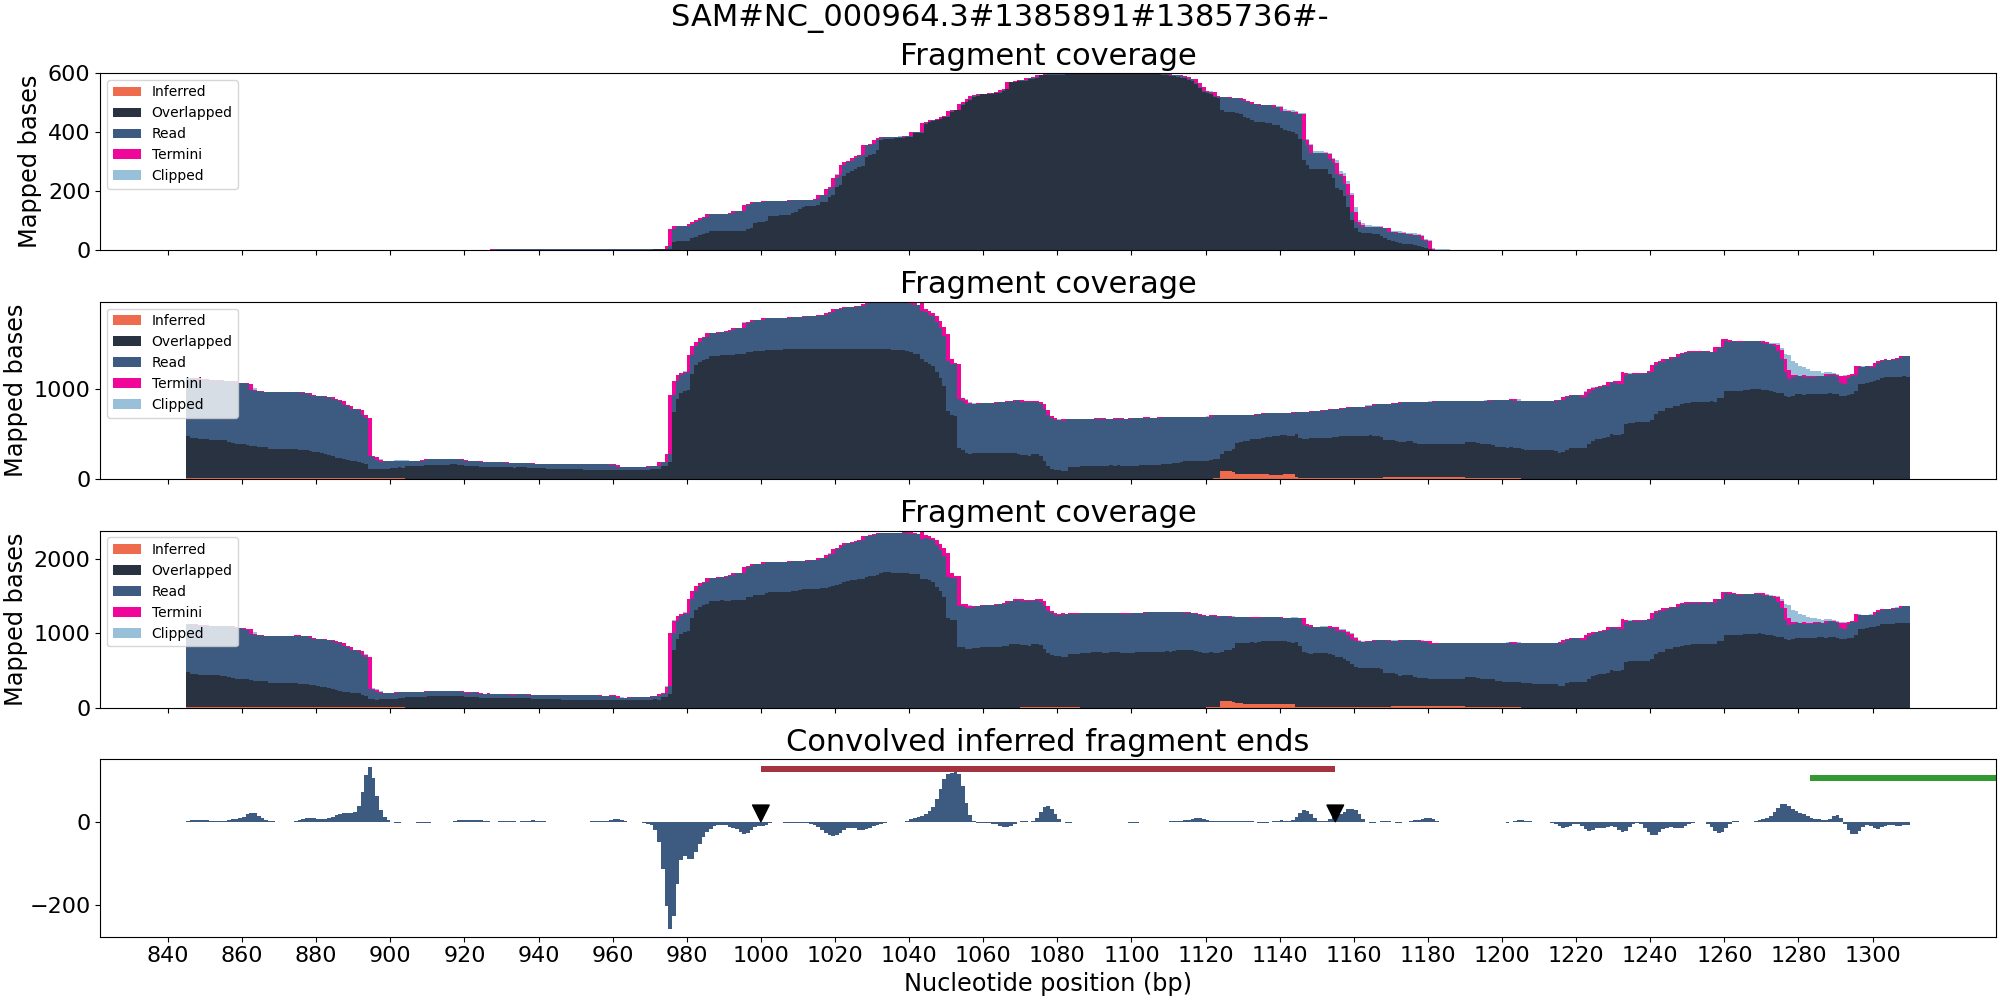 SAM#NC_000964.3#1385891#1385736#-
Fragment coverage
Mapped bases
600
400
200
0
Inferred
Overlapped
Read
Termini
Clipped
Fragment coverage
Mapped bases
1000
0
Inferred
Overlapped
Read
Termini
Clipped
Fragment coverage
Mapped bases
2000
1000
0
Inferred
Overlapped
Read
Termini
Clipped
Convolved inferred fragment ends
0
−200
840 860 880 900 920 940 960 980 1000 1020 1040 1060 1080 1100 1120 1140 1160 1180 1200 1220 1240 1260 1280 1300
Nucleotide position (bp)